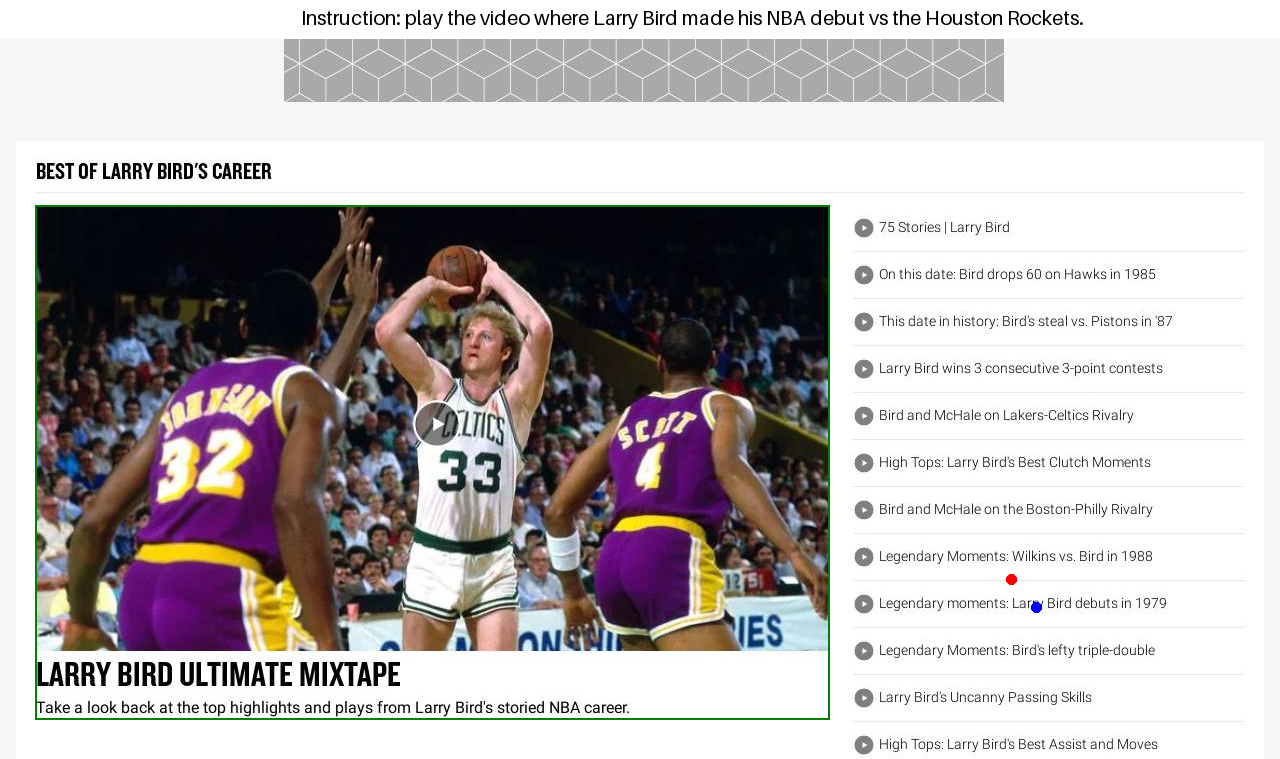 Instruction: play the video where Larry Bird made his NBA debut vs the Houston Rockets.
BEST OF LARRY BIRD'S CAREER
JOHNSON
32
CELTICS
33
SCOTT
4
LARRY BIRD ULTIMATE MIXTAPE
Take a look back at the top highlights and plays from Larry Bird's storied NBA career.
75 Stories | Larry Bird
On this date: Bird drops 60 on Hawks in 1985
This date in history: Bird's steal vs. Pistons in '87
Larry Bird wins 3 consecutive 3-point contests
Bird and McHale on Lakers-Celtics Rivalry
High Tops: Larry Bird's Best Clutch Moments
Bird and McHale on the Boston-Philly Rivalry
Legendary Moments: Wilkins vs. Bird in 1988
Legendary moments: Larry Bird debuts in 1979
Legendary Moments: Bird's lefty triple-double
Larry Bird's Uncanny Passing Skills
High Tops: Larry Bird's Best Assist and Moves